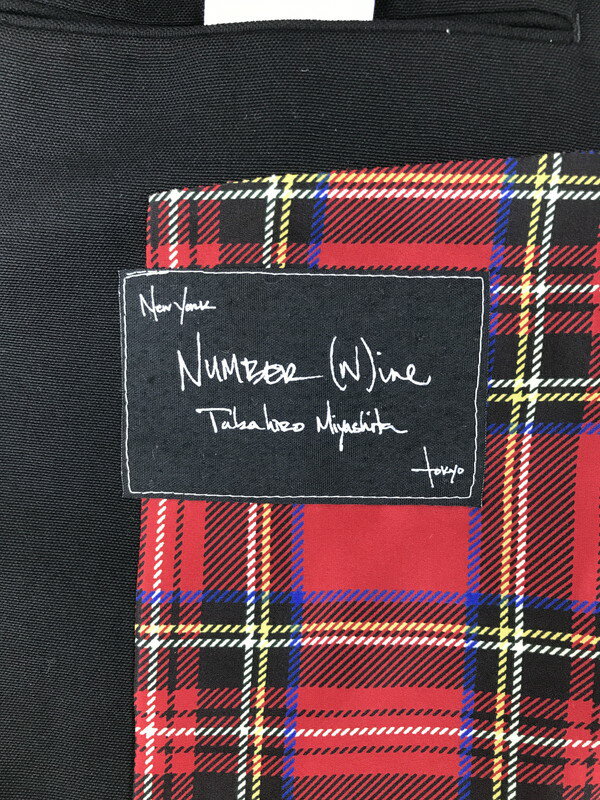 New York
NUMBER (N)ine
Takahiro Miyashita
tokyo